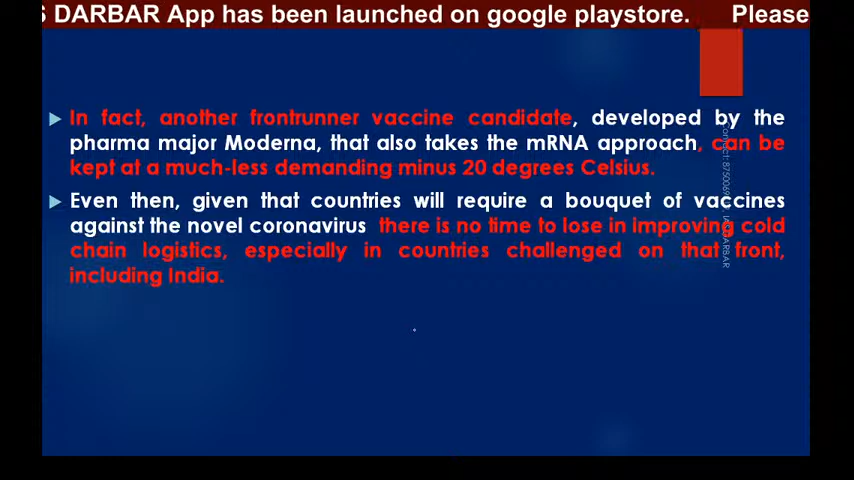 S DARBAR App has been launched on google playstore. Please
In fact, another frontrunner vaccine candidate, developed by the
pharma major Moderna, that also takes the mRNA approach, can be
kept at a much-less demanding minus 20 degrees Celsius.
Even then, given that countries will require a bouquet of vaccines
against the novel coronavirus there is no time to lose in improving cold
chain logistics, especially in countries challenged on that front,
including India.